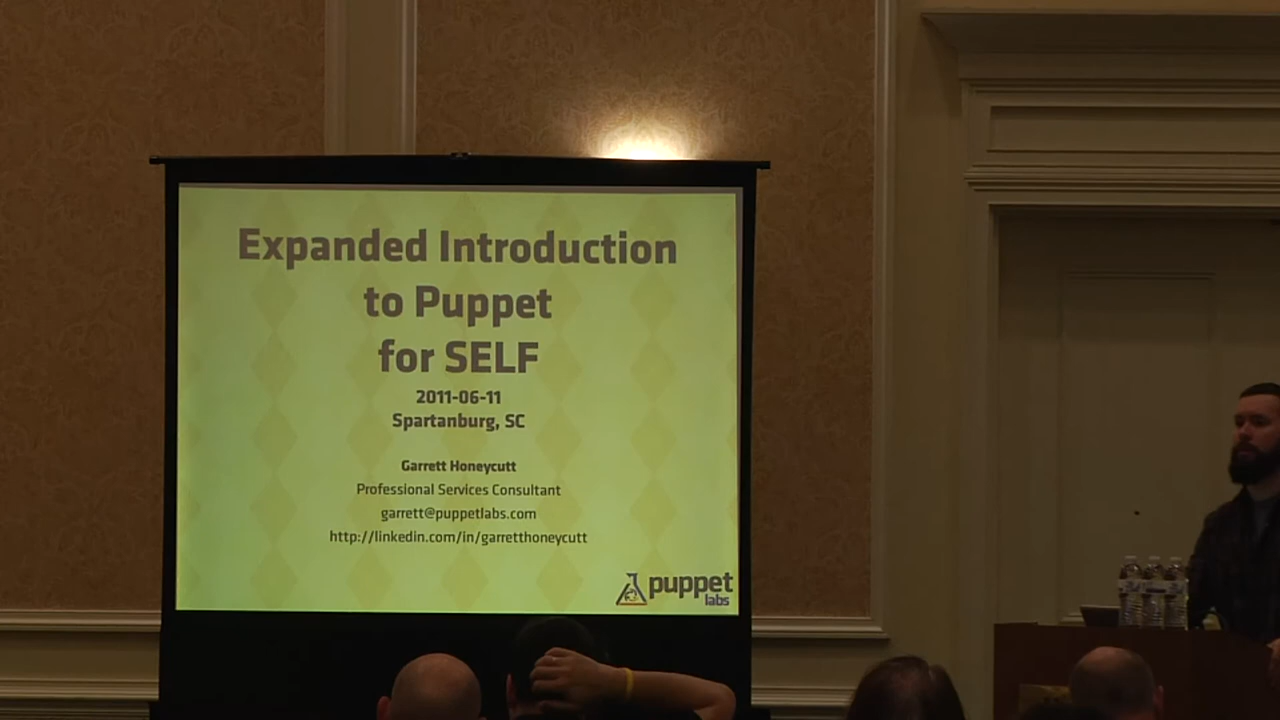 Expanded Introduction
to Puppet
for SELF
2011-06-11
Spartanburg, SC
Garrett Honeycutt
Professional Services Consultant
garrett@puppetlabs.com
http://linkedin.com/in/garretthoneycutt
puppet
labs